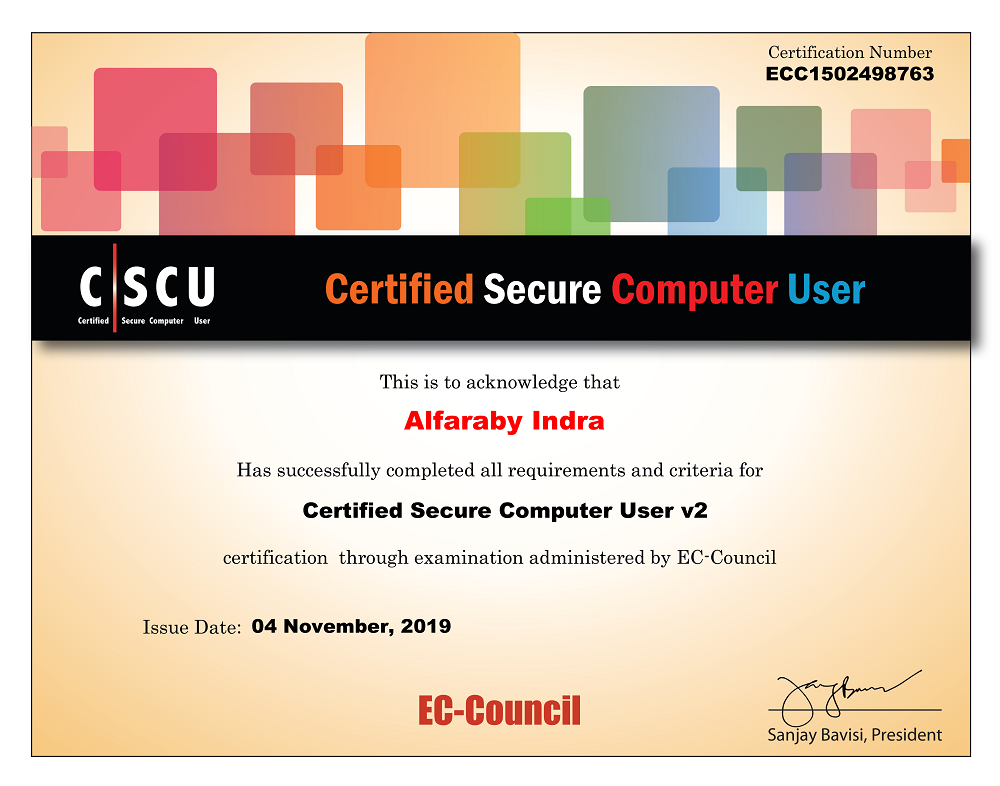 Certification Number
ECC1502498763
CSCU
Certified Secure Computer User
Certified Secure Computer User
This is to acknowledge that
Alfaraby Indra
Has successfully completed all requirements and criteria for
Certified Secure Computer User v2
certification through examination administered by EC-Council
Issue Date: 04 November, 2019
EC-Council
Sanjay Bavisi, President